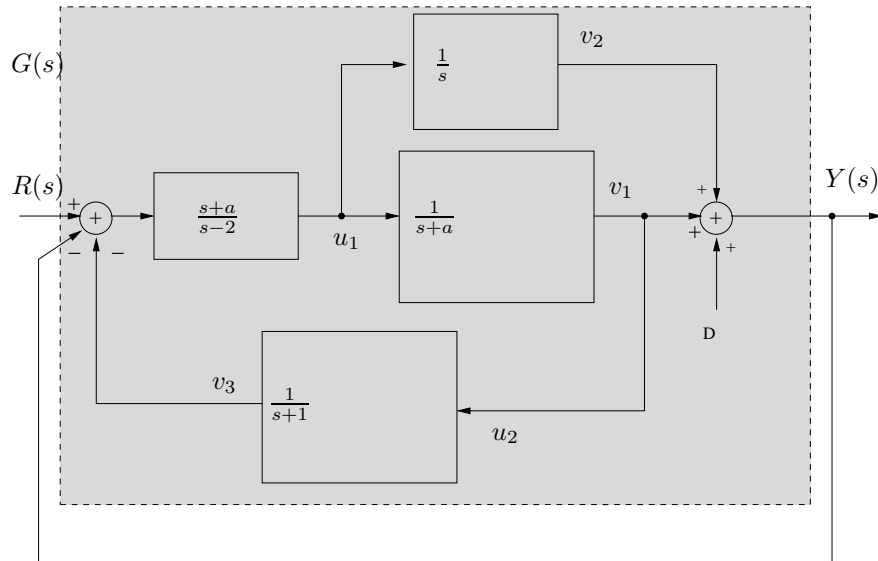 v₂
G(s)
1/s
R(s)
v₁
Y(s)
+
+
+
(s+a)/(s−2)
1/(s+a)
+
+
u₁
+
− −
+
D
v₃
1/(s+1)
u₂